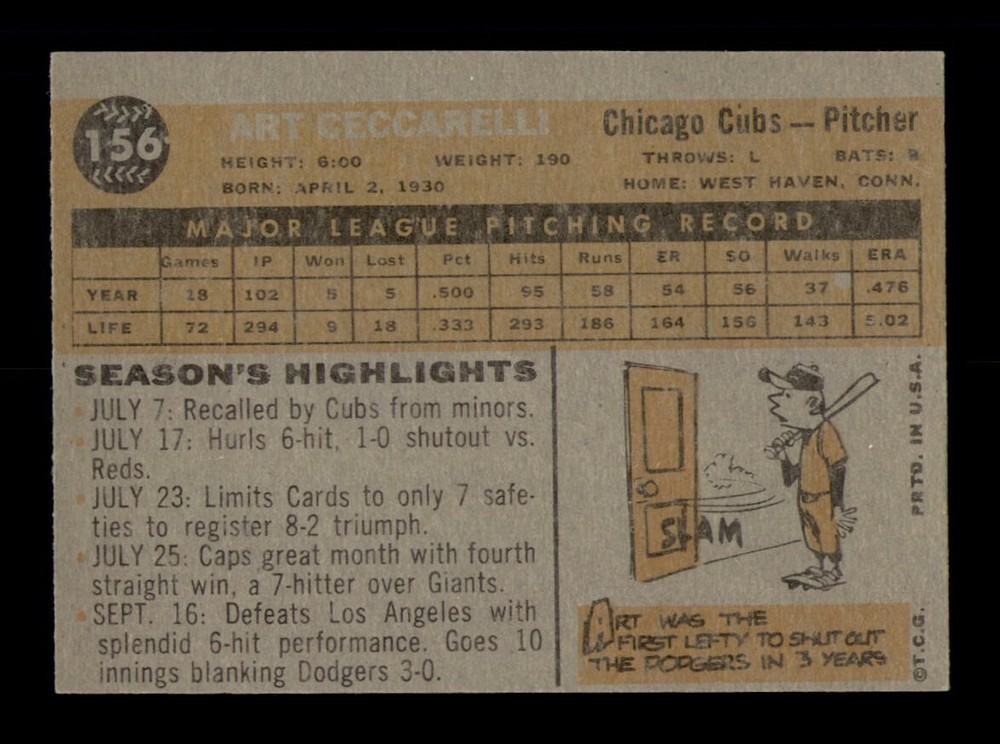 156
ART CECCARELLI
Chicago Cubs — Pitcher
HEIGHT: 6:00 WEIGHT: 190 THROWS: L BATS: R
BORN: APRIL 2, 1930 HOME: WEST HAVEN, CONN.
MAJOR LEAGUE PITCHING RECORD
Games IP Won Lost Pct Hits Runs ER SO Walks ERA
YEAR 18 102 5 5 .500 95 58 54 56 37 .476
LIFE 72 294 9 18 .333 293 186 164 156 143 5.02
SEASON'S HIGHLIGHTS
JULY 7: Recalled by Cubs from minors.
JULY 17: Hurls 6-hit, 1-0 shutout vs.
Reds.
JULY 23: Limits Cards to only 7 safe-
ties to register 8-2 triumph.
JULY 25: Caps great month with fourth
straight win, a 7-hitter over Giants.
SEPT. 16: Defeats Los Angeles with
splendid 6-hit performance. Goes 10
innings blanking Dodgers 3-0.
SLAM
ART WAS THE
FIRST LEFTY TO SHUT OUT
THE DODGERS IN 3 YEARS
©T.C.G. PRTD. IN U.S.A.